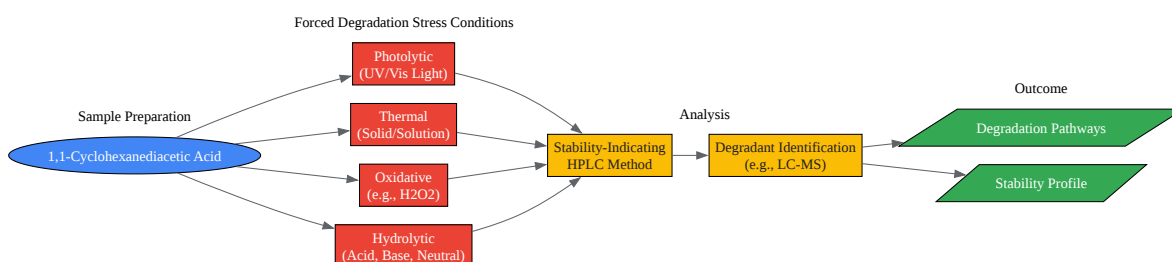 Forced Degradation Stress Conditions
Sample Preparation
1,1-Cyclohexanediacetic Acid
Photolytic
(UV/Vis Light)
Thermal
(Solid/Solution)
Oxidative
(e.g., H2O2)
Hydrolytic
(Acid, Base, Neutral)
Stability-Indicating
HPLC Method
Analysis
Degradant Identification
(e.g., LC-MS)
Outcome
Degradation Pathways
Stability Profile